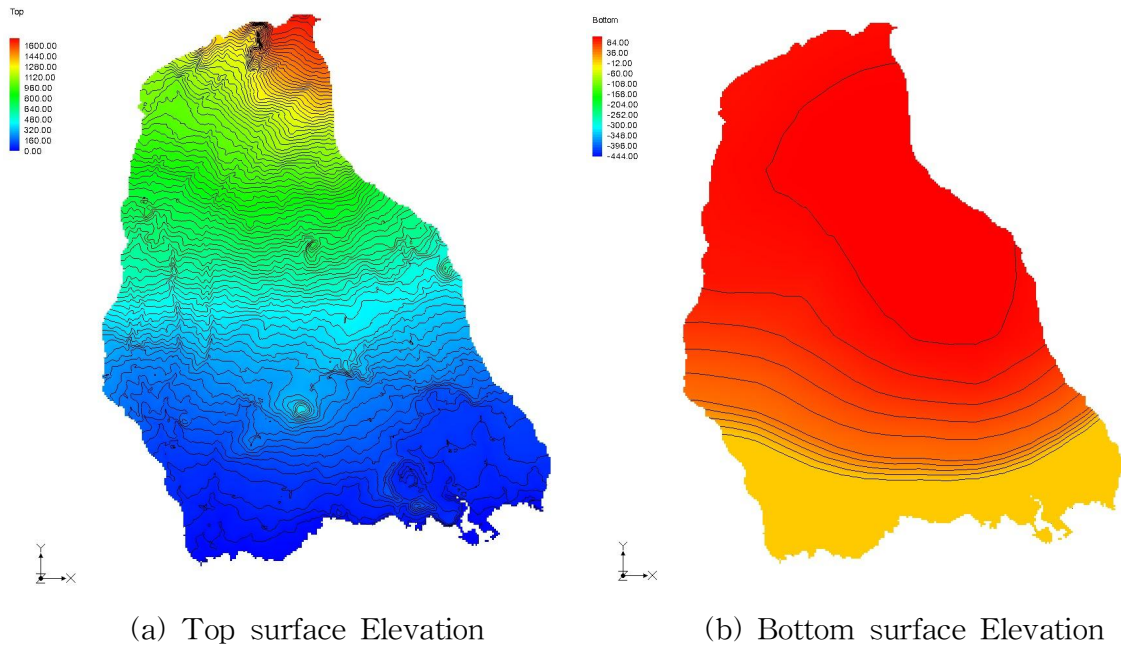 Top
1600.00
1440.00
1280.00
1120.00
960.00
800.00
640.00
480.00
320.00
160.00
0.00
Y
Z
X
(a) Top surface Elevation
Bottom
84.00
36.00
-12.00
-60.00
-108.00
-156.00
-204.00
-252.00
-300.00
-348.00
-396.00
-444.00
Y
Z
X
(b) Bottom surface Elevation